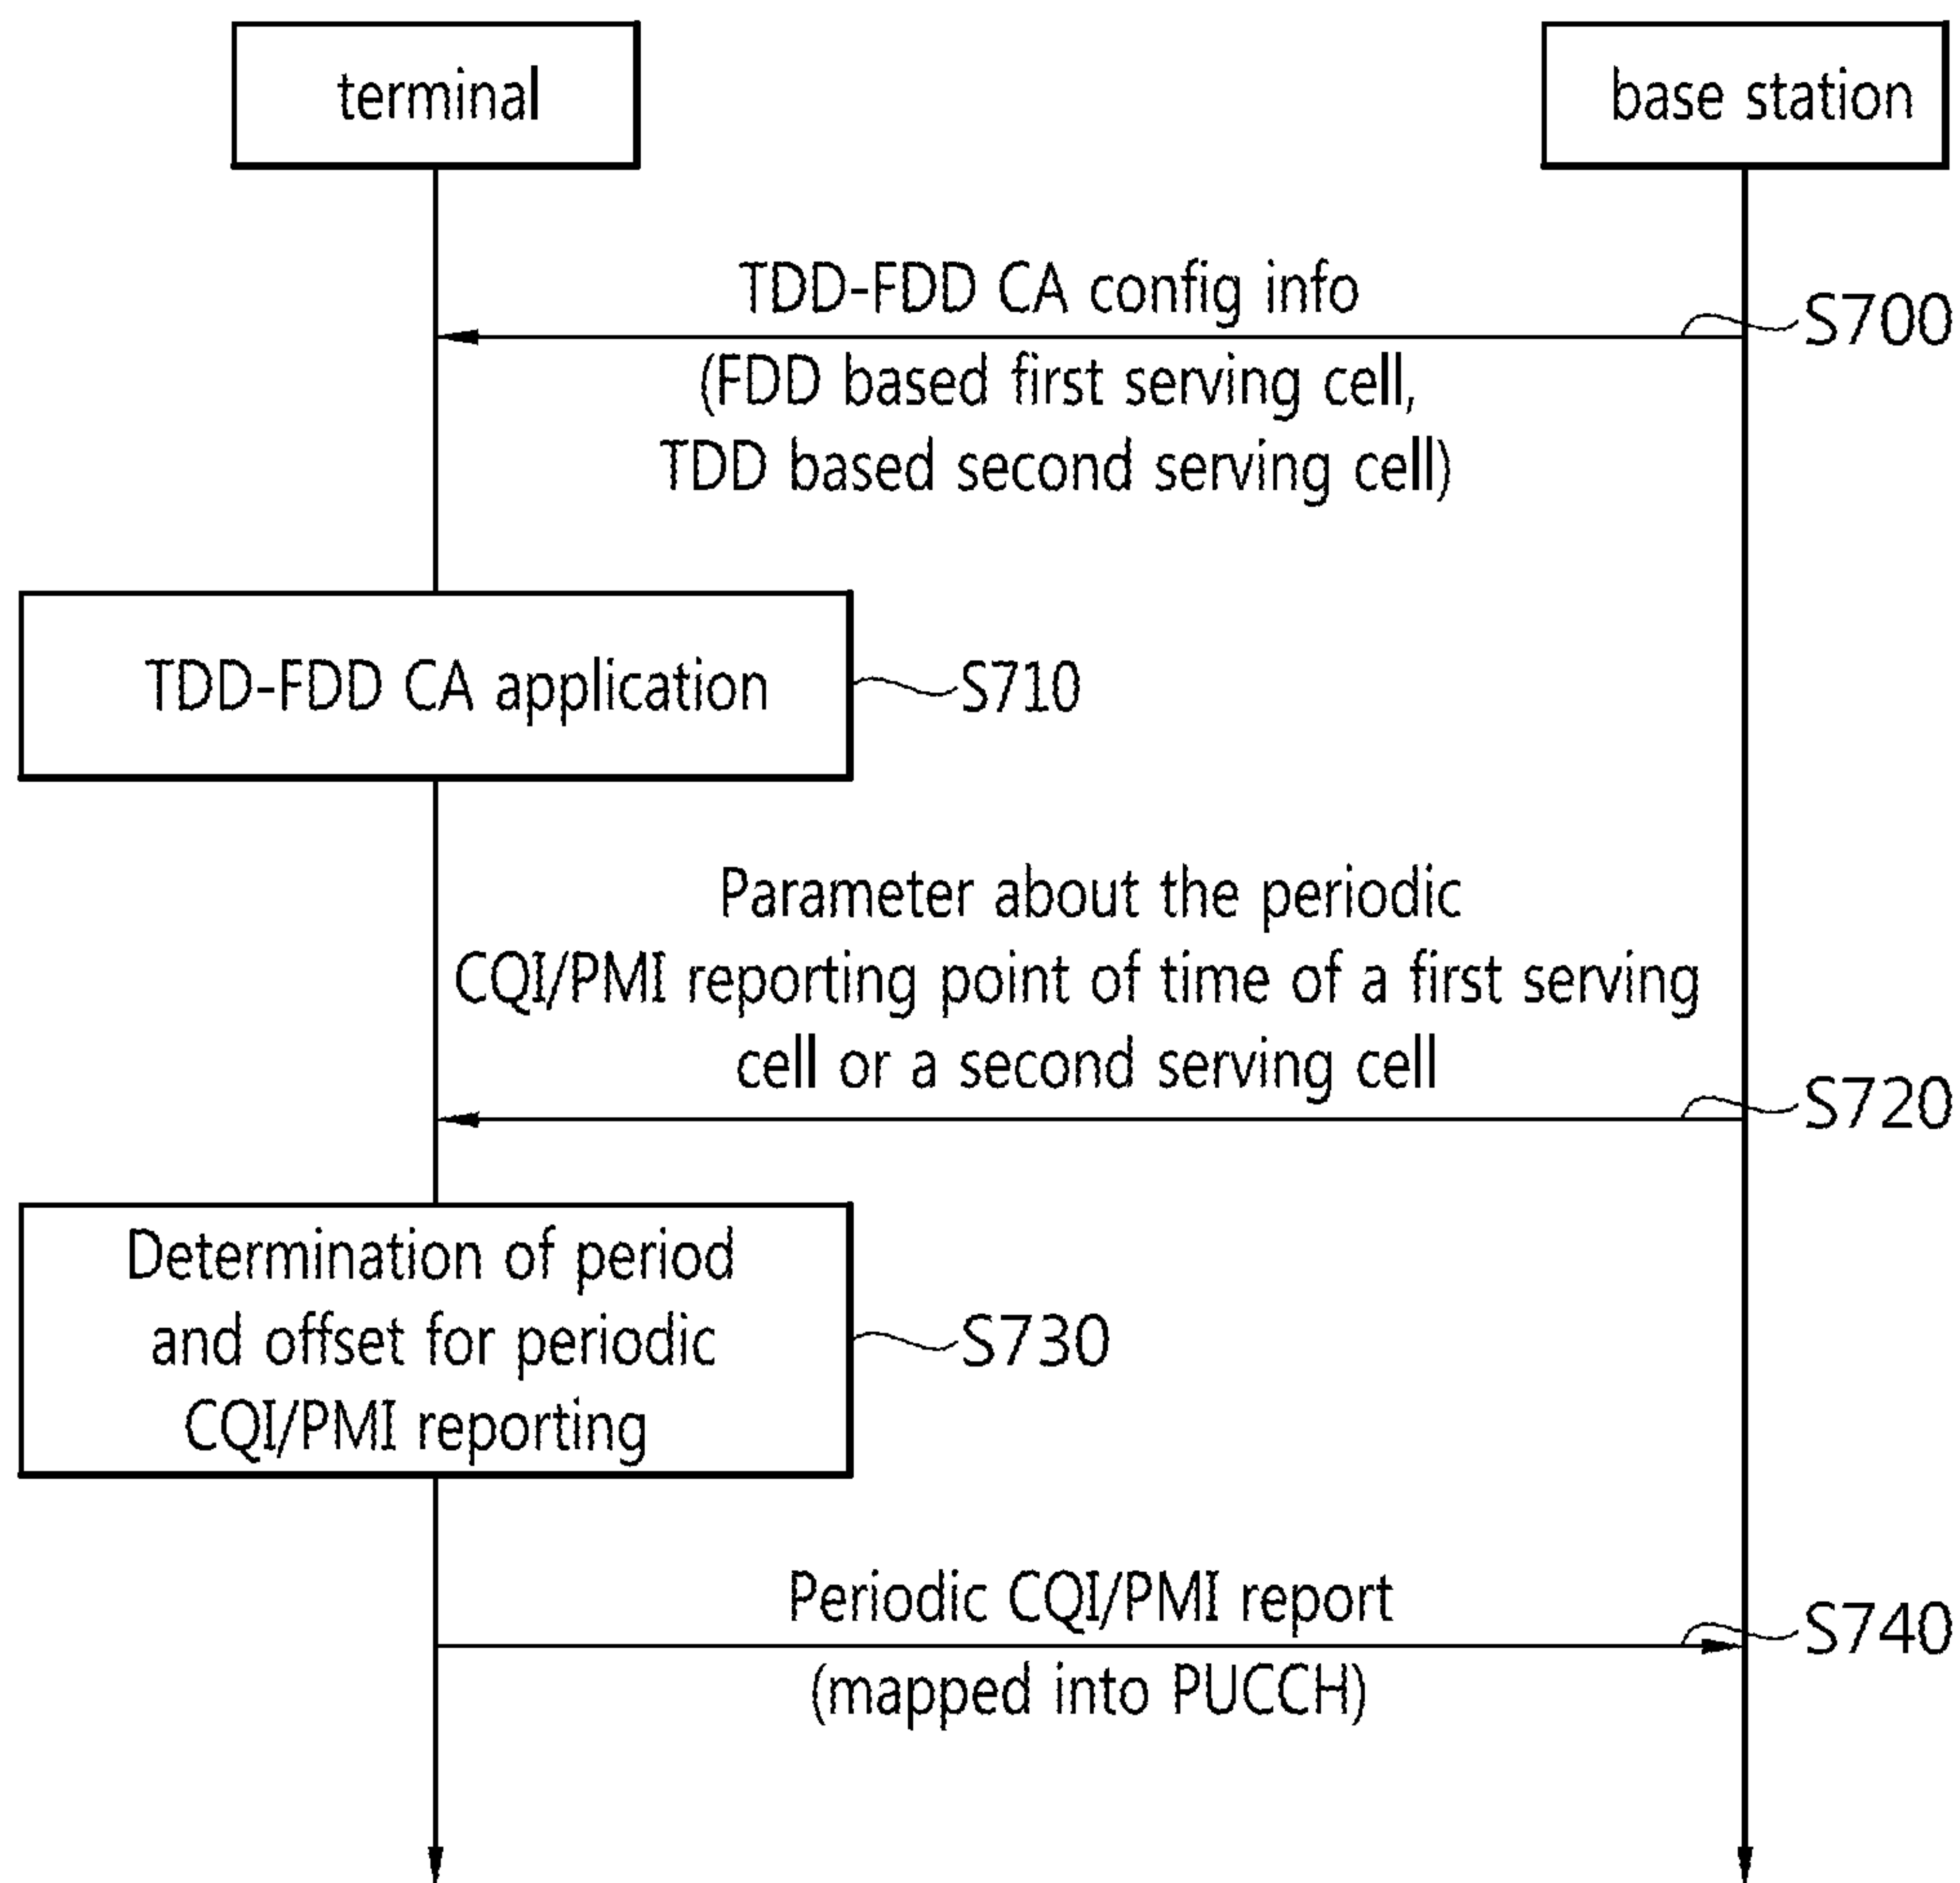 terminal
base station
TDD-FDD CA config info
S700
(FDD based first serving cell,
TDD based second serving cell)
TDD-FDD CA application
S710
Parameter about the periodic
CQI/PMI reporting point of time of a first serving
cell or a second serving cell
S720
Determination of period
and offset for periodic
CQI/PMI reporting
S730
Periodic CQI/PMI report
S740
(mapped into PUCCH)